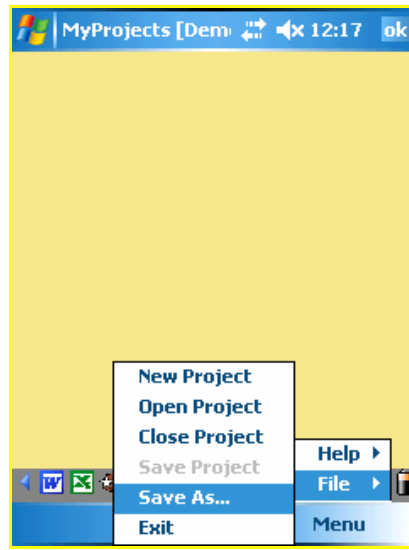 MyProjects [Dem 12:17 ok
New Project
Open Project
Close Project
Save Project
Save As...
Exit
Help
File
Menu